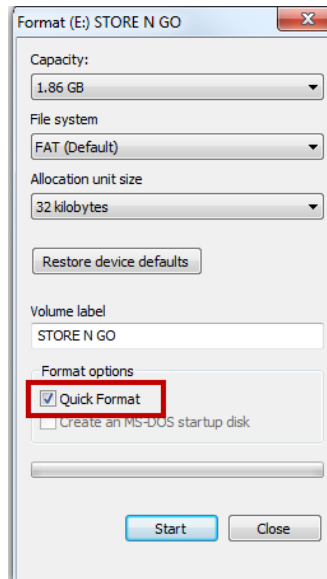 Format (E:) STORE N GO
Capacity:
1.86 GB
File system
FAT (Default)
Allocation unit size
32 kilobytes
Restore device defaults
Volume label
STORE N GO
Format options
Quick Format
Create an MS-DOS startup disk
Start Close